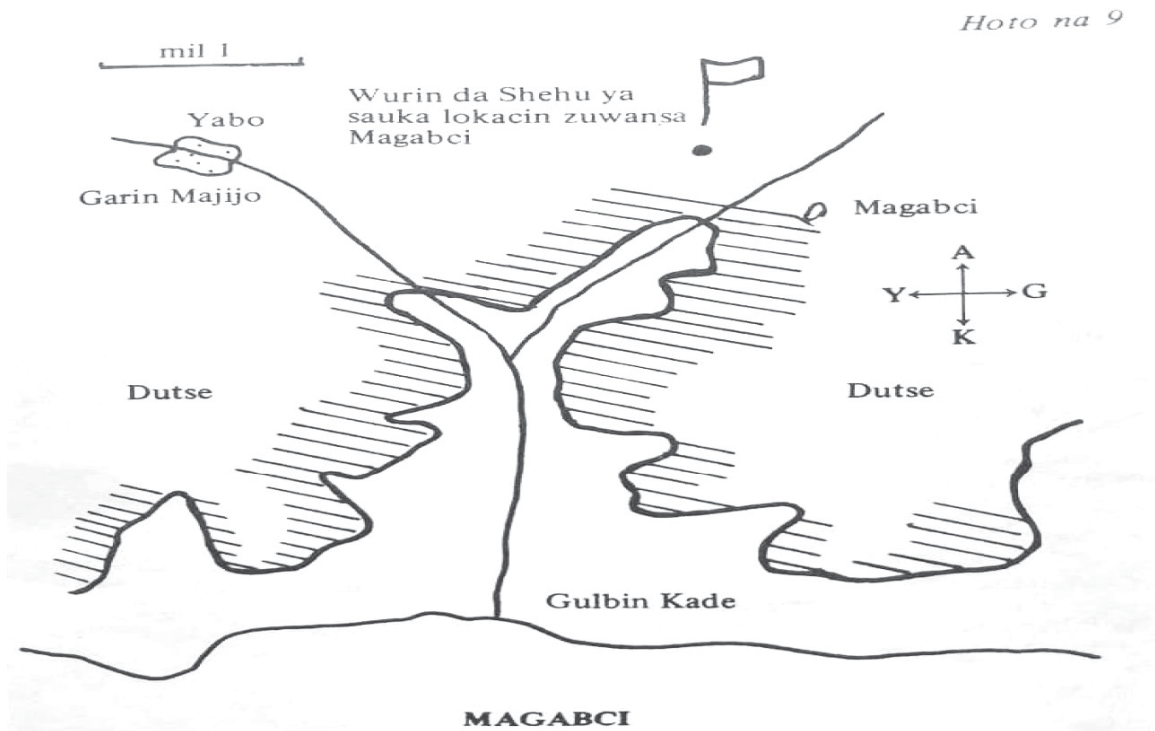 Hoto na 9
mil 1
Wurin da Shehu ya
sauka lokacin zuwansa
Magabci
Yabo
Garin Majijo
Magabci
A
Y
G
K
Dutse
Dutse
Gulbin Kade
MAGABCI